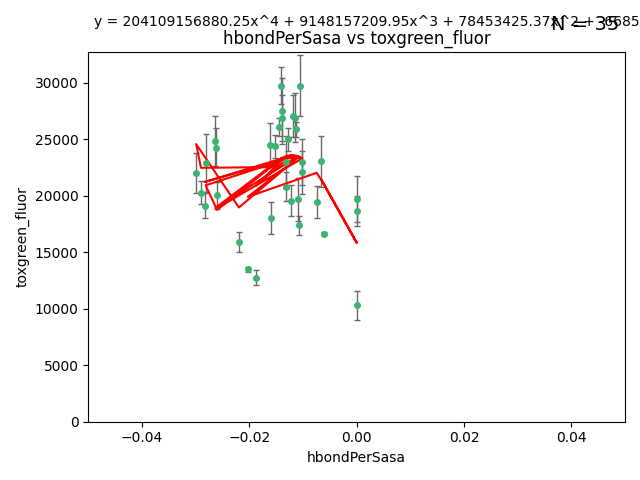 y = 204109156880.25x^4 + 9148157209.95x^3 + 78453425.37x^2 +
N = 35
hbondPerSasa vs toxgreen_fluor
30000
25000
20000
15000
10000
5000
0
toxgreen_fluor
−0.04 −0.02 0.00 0.02 0.04
hbondPerSasa